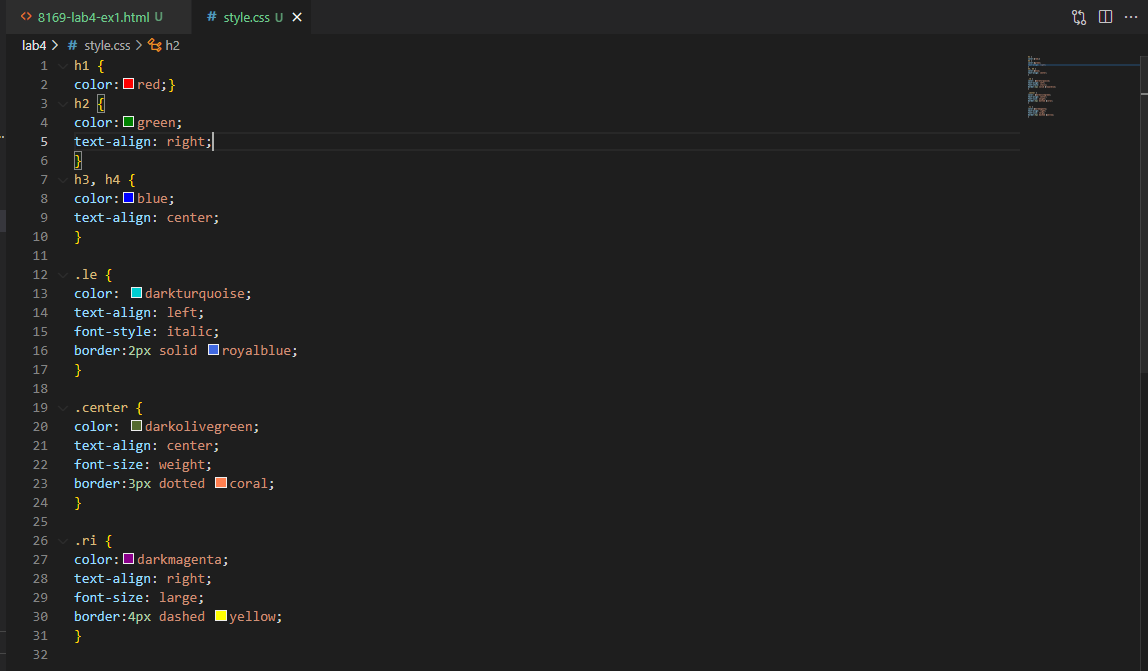 8169-lab4-ex1.html U
# style.css U
lab4 > # style.css > h2
1 h1 {
2 color: red;}
3 h2 {
4 color: green;
5 text-align: right;
6 }
7 h3, h4 {
8 color: blue;
9 text-align: center;
10 }
11
12 .le {
13 color: darkturquoise;
14 text-align: left;
15 font-style: italic;
16 border:2px solid royalblue;
17 }
18
19 .center {
20 color: darkolivegreen;
21 text-align: center;
22 font-size: weight;
23 border:3px dotted coral;
24 }
25
26 .ri {
27 color: darkmagenta;
28 text-align: right;
29 font-size: large;
30 border:4px dashed yellow;
31 }
32